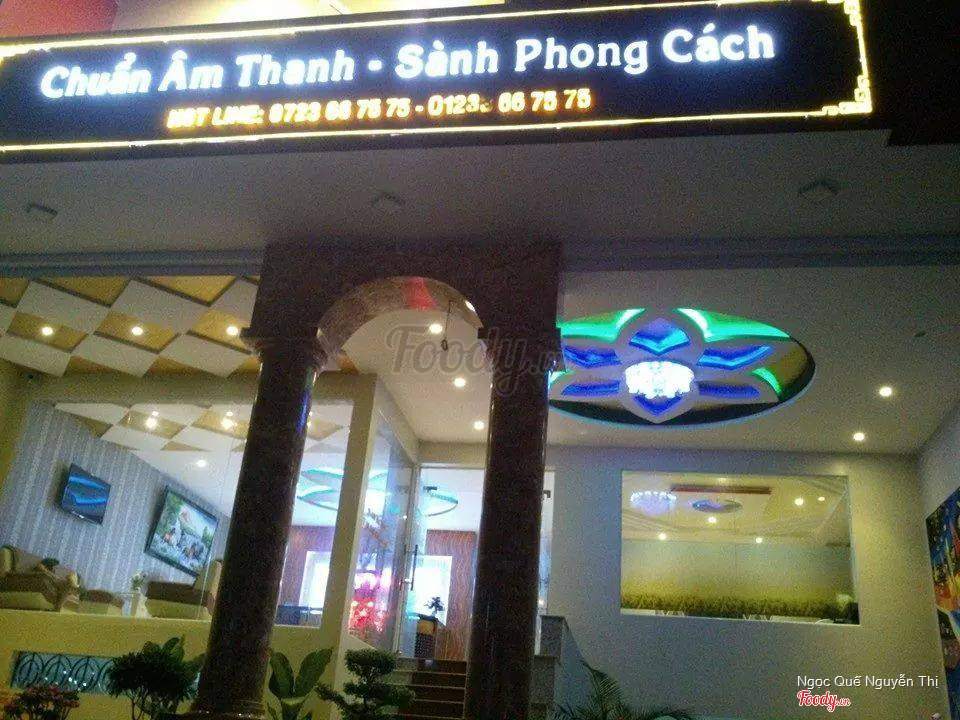 Chuẩn Âm Thanh - Sành Phong Cách
HOT LINE: 0723 66 75 75 - 0123 66 75 75
Foody.vn
Ngọc Quế Nguyễn Thị
Foody.vn